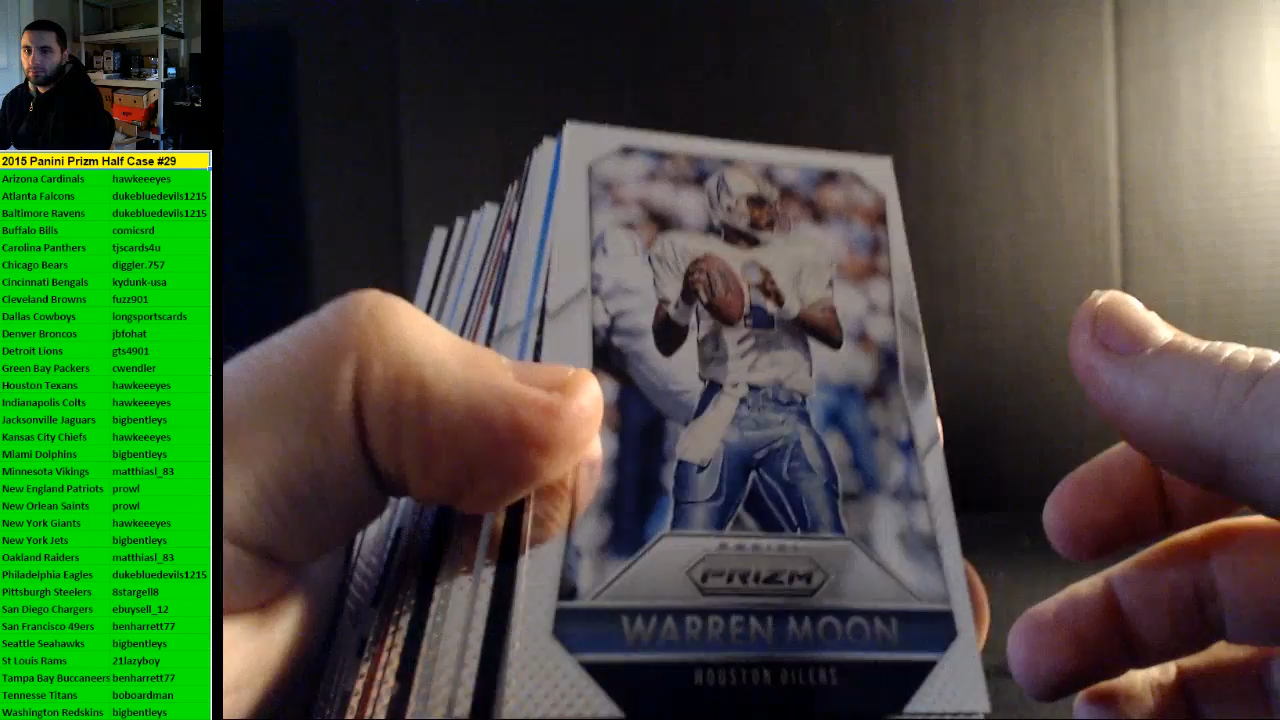 2015 Panini Prizm Half Case #29
Arizona Cardinals hawkeeeyes
Atlanta Falcons dukebluedevils1215
Baltimore Ravens dukebluedevils1215
Buffalo Bills comicsrd
Carolina Panthers tjscards4u
Chicago Bears diggler.757
Cincinnati Bengals kydunk-usa
Cleveland Browns fuzz901
Dallas Cowboys longsportscards
Denver Broncos jbfohat
Detroit Lions gts4901
Green Bay Packers cwendler
Houston Texans hawkeeeyes
Indianapolis Colts hawkeeeyes
Jacksonville Jaguars bigbentleys
Kansas City Chiefs hawkeeeyes
Miami Dolphins bigbentleys
Minnesota Vikings matthiasl_83
New England Patriots prowl
New Orlean Saints prowl
New York Giants hawkeeeyes
New York Jets bigbentleys
Oakland Raiders matthiasl_83
Philadelphia Eagles dukebluedevils1215
Pittsburgh Steelers 8stargell8
San Diego Chargers ebuysell_12
San Francisco 49ers benharrett77
Seattle Seahawks bigbentleys
St Louis Rams 21lazyboy
Tampa Bay Buccaneers benharrett77
Tennesse Titans boboardman
Washington Redskins bigbentleys
PANINI
PRIZM
WARREN MOON
HOUSTON OILERS